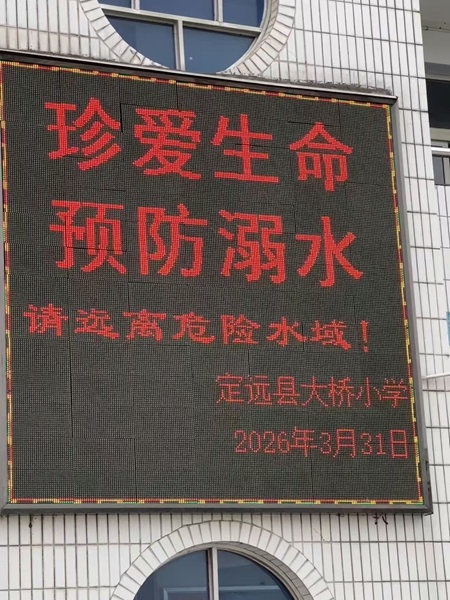 珍爱生命
预防溺水
请远离危险水域！
定远县大桥小学
2026年3月31日